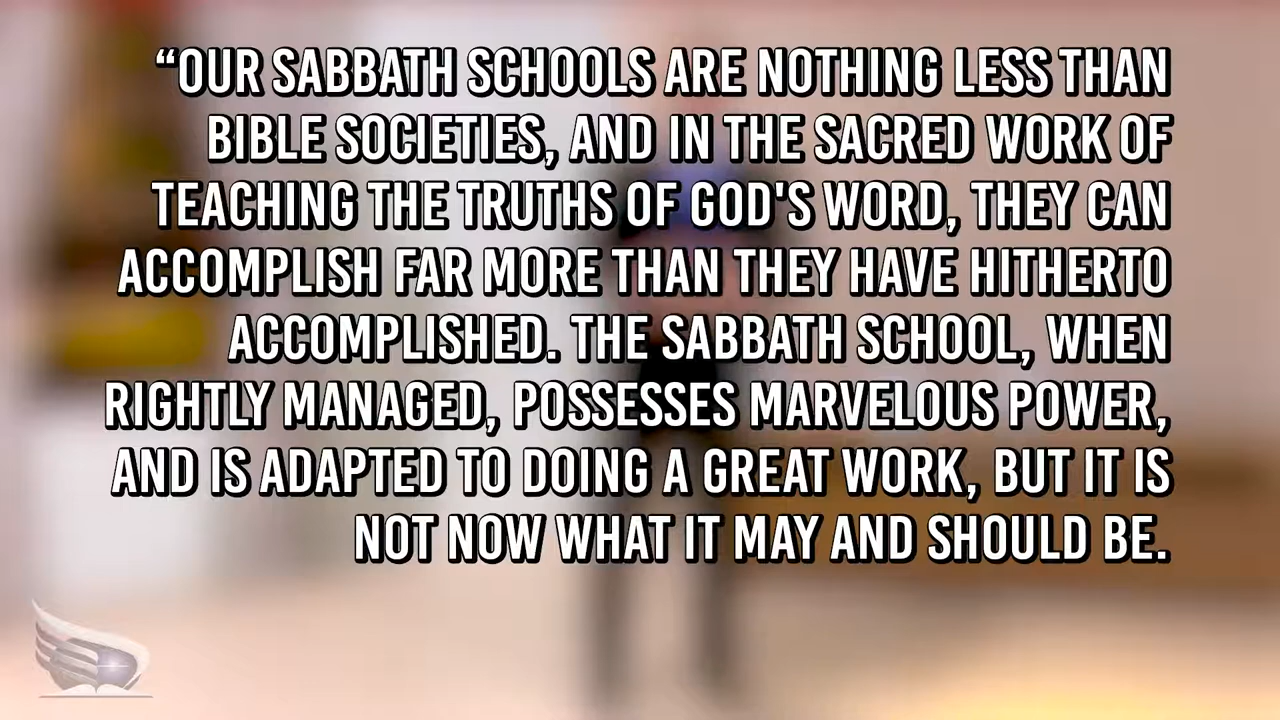 “OUR SABBATH SCHOOLS ARE NOTHING LESS THAN
BIBLE SOCIETIES, AND IN THE SACRED WORK OF
TEACHING THE TRUTHS OF GOD'S WORD, THEY CAN
ACCOMPLISH FAR MORE THAN THEY HAVE HITHERTO
ACCOMPLISHED. THE SABBATH SCHOOL, WHEN
RIGHTLY MANAGED, POSSESSES MARVELOUS POWER,
AND IS ADAPTED TO DOING A GREAT WORK, BUT IT IS
NOT NOW WHAT IT MAY AND SHOULD BE.